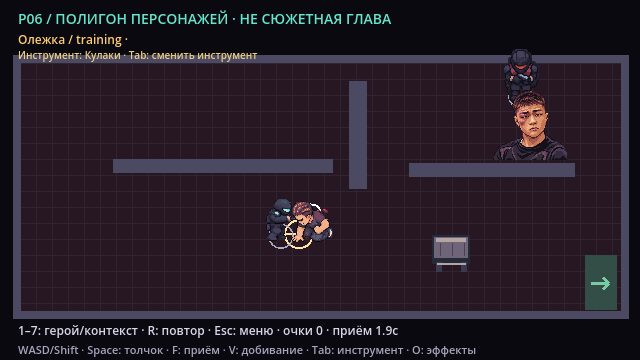 P06 / ПОЛИГОН ПЕРСОНАЖЕЙ · НЕ СЮЖЕТНАЯ ГЛАВА
Олежка / training ·
Инструмент: Кулаки · Tab: сменить инструмент
1–7: герой/контекст · R: повтор · Esc: меню · очки 0 · приём 1.9с
WASD/Shift · Space: толчок · F: приём · V: добивание · Tab: инструмент · O: эффекты